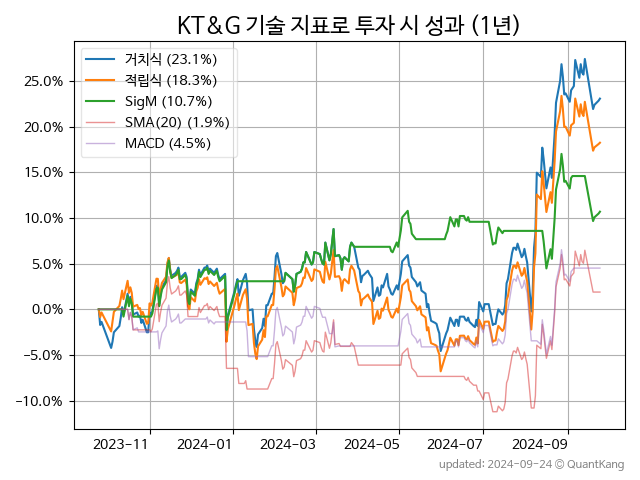 KT&G 기술 지표로 투자 시 성과 (1년)
거치식 (23.1%)
적립식 (18.3%)
SigM (10.7%)
SMA(20) (1.9%)
MACD (4.5%)
25.0%
20.0%
15.0%
10.0%
5.0%
0.0%
−5.0%
−10.0%
2023-11 2024-01 2024-03 2024-05 2024-07 2024-09
updated: 2024-09-24 © QuantKang